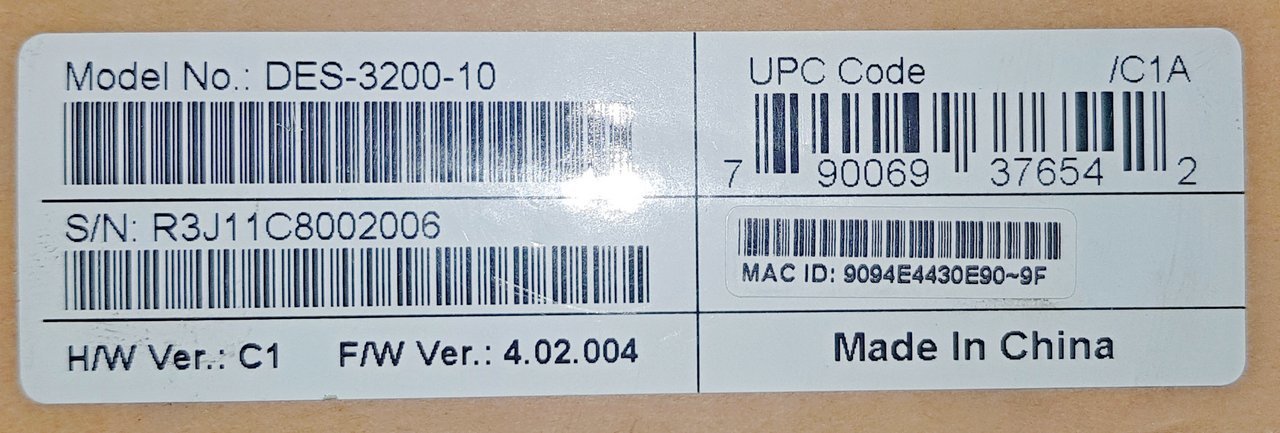 Model No.: DES-3200-10
S/N: R3J11C8002006
H/W Ver.: C1 F/W Ver.: 4.02.004
UPC Code /C1A
7 90069 37654 2
MAC ID: 9094E4430E90~9F
Made In China